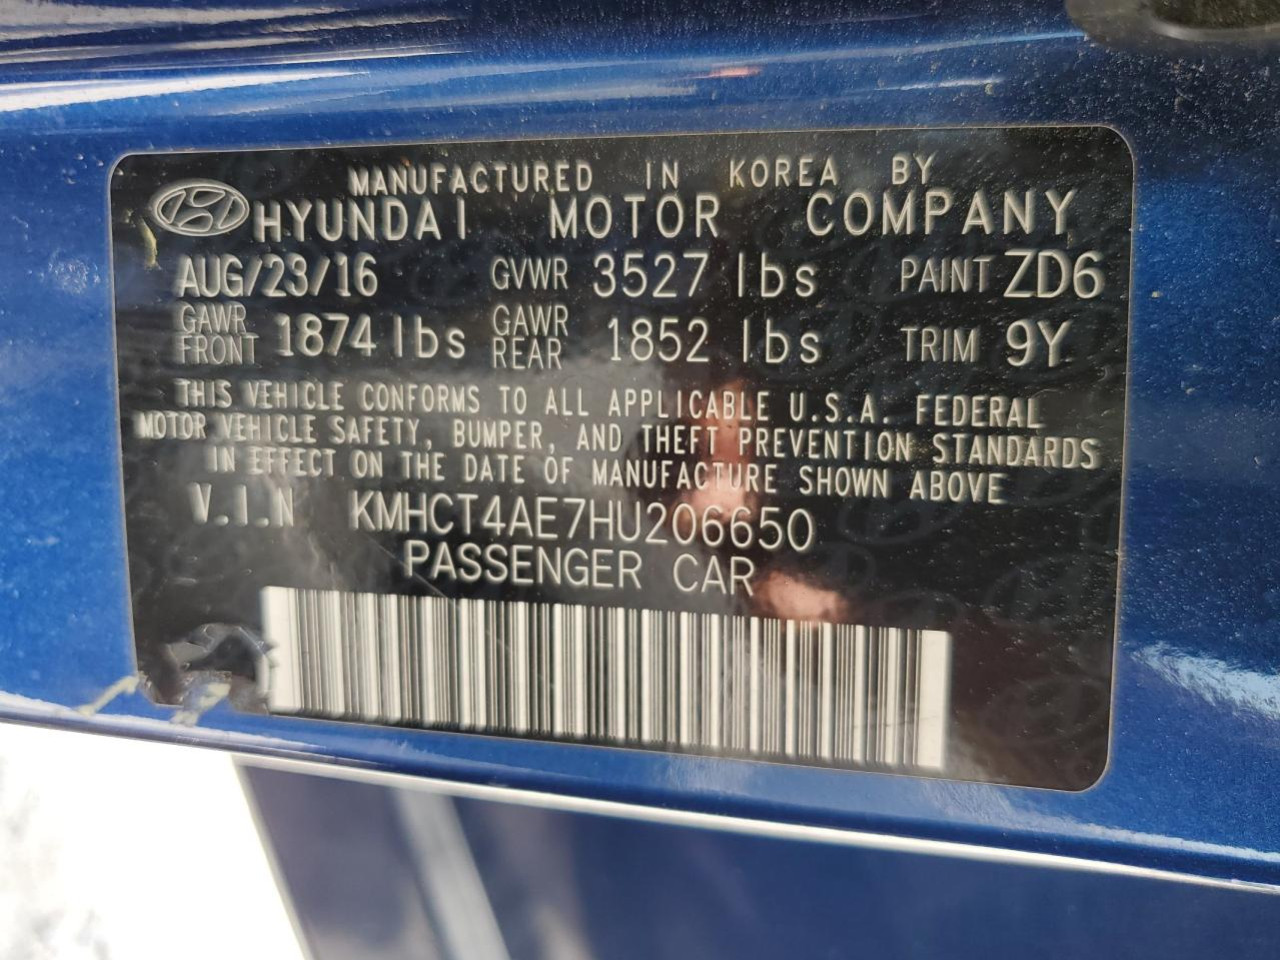 MANUFACTURED IN KOREA BY
HYUNDAI MOTOR COMPANY
AUG/23/16 GVWR 3527 lbs PAINT ZD6
GAWR FRONT 1874 lbs GAWR REAR 1852 lbs TRIM 9Y
THIS VEHICLE CONFORMS TO ALL APPLICABLE U.S.A. FEDERAL
MOTOR VEHICLE SAFETY, BUMPER, AND THEFT PREVENTION STANDARDS
IN EFFECT ON THE DATE OF MANUFACTURE SHOWN ABOVE
V.I.N KMHCT4AE7HU206650
PASSENGER CAR